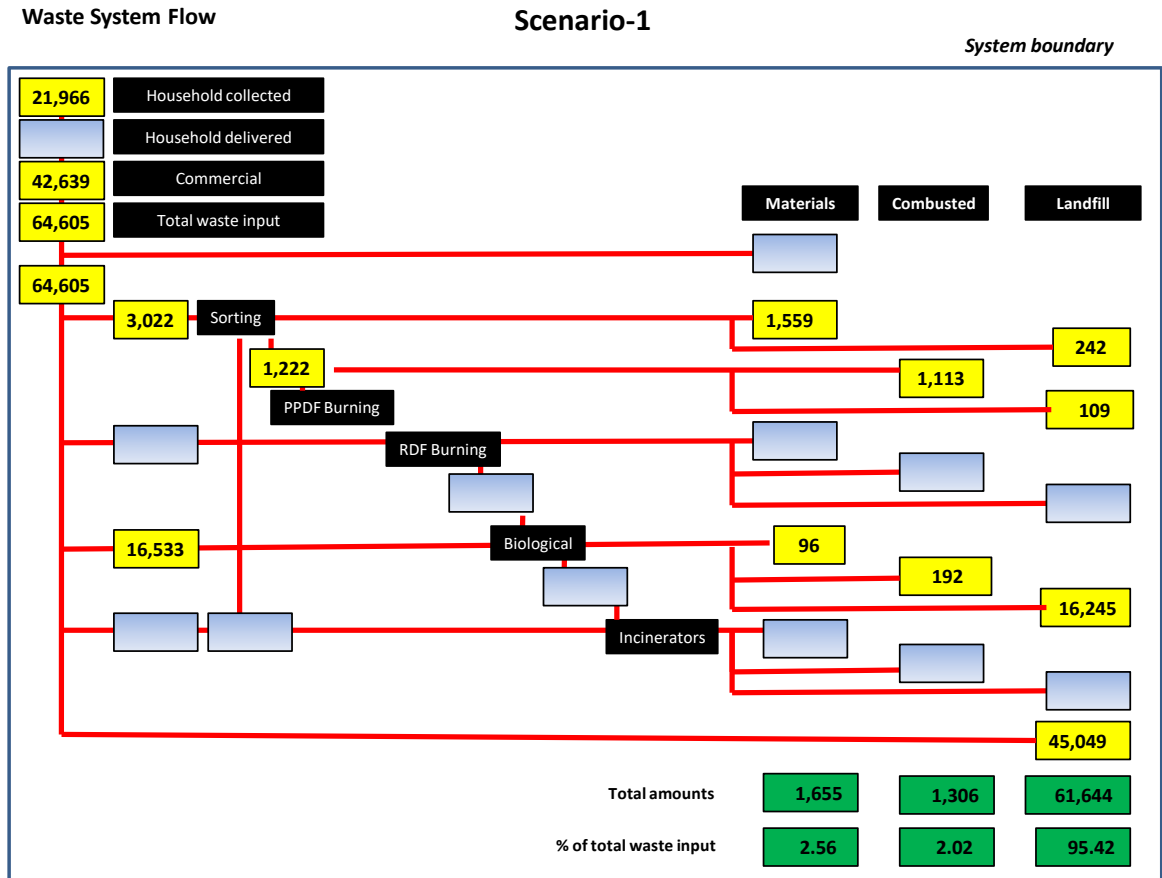 Waste System Flow
Scenario-1
System boundary
21,966
Household collected
Household delivered
42,639
Commercial
64,605
Total waste input
Materials
Combusted
Landfill
64,605
3,022
Sorting
1,559
242
1,222
1,113
PPDF Burning
109
RDF Burning
16,533
Biological
96
192
16,245
Incinerators
45,049
Total amounts
1,655
1,306
61,644
% of total waste input
2.56
2.02
95.42